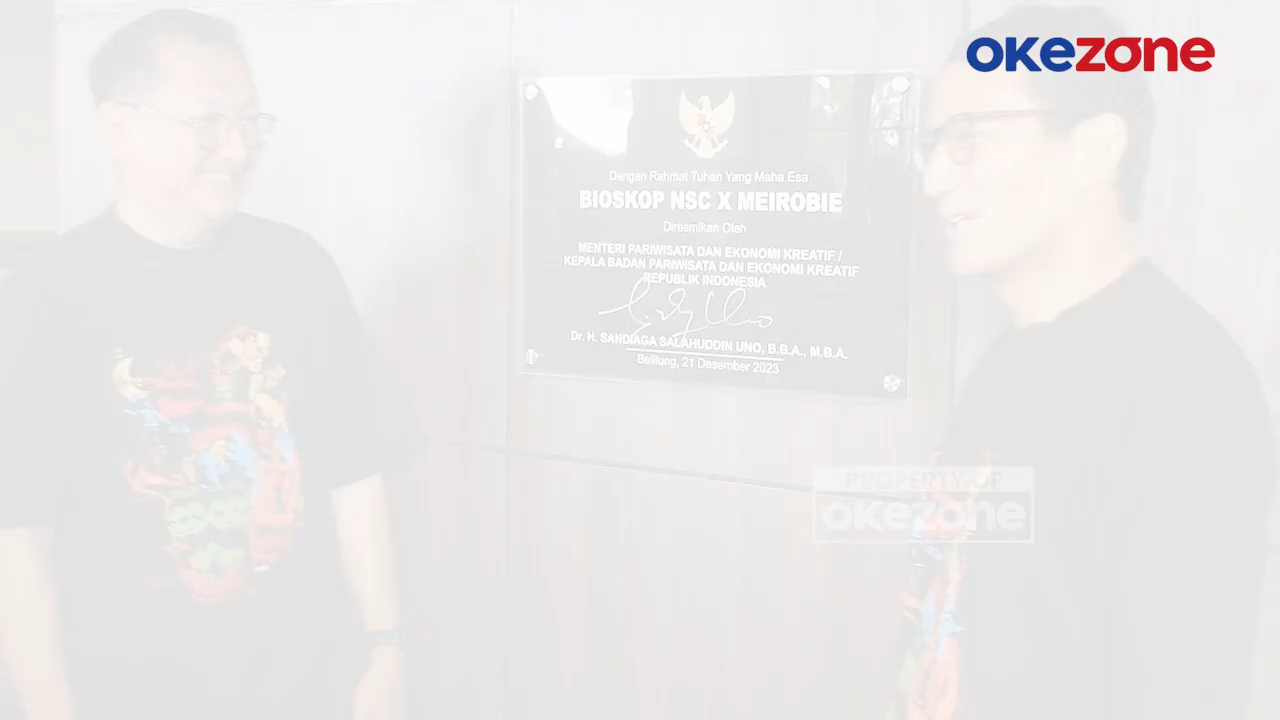 okezone
Dengan Rahmat Tuhan Yang Maha Esa
BIOSKOP NSC X MEIROBIE
Diresmikan Oleh
MENTERI PARIWISATA DAN EKONOMI KREATIF /
KEPALA BADAN PARIWISATA DAN EKONOMI KREATIF
REPUBLIK INDONESIA
Dr. H. SANDIAGA SALAHUDDIN UNO, B.B.A., M.B.A.
Belitung, 21 Desember 2023
PROPERTY OF
okezone